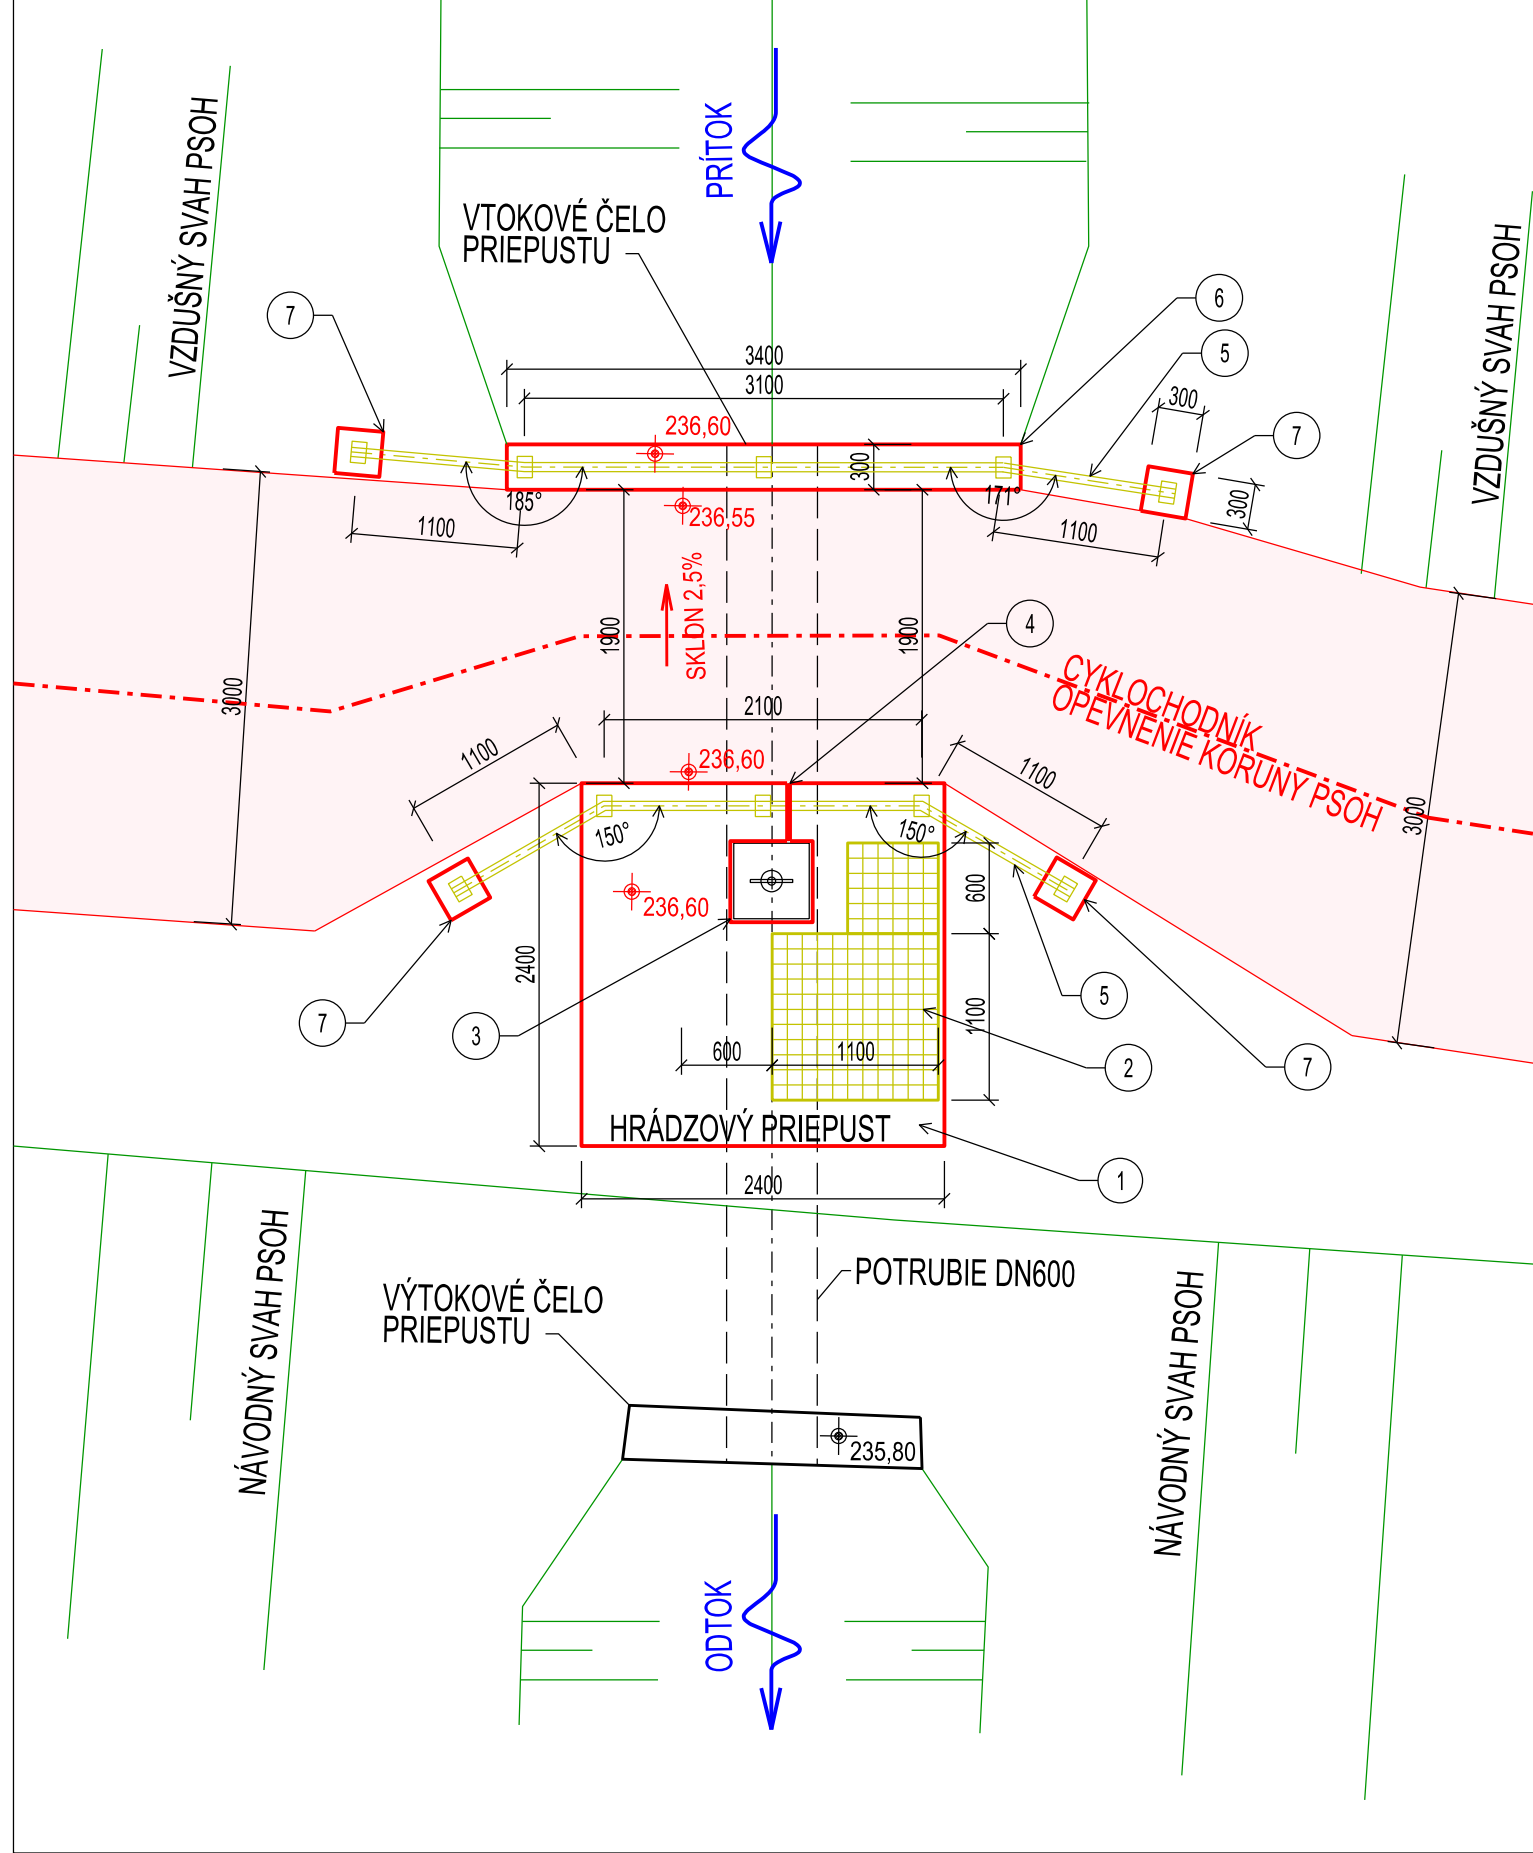 VZDUŠNÝ SVAH PSOH
PRÍTOK
VZDUŠNÝ SVAH PSOH
VTOKOVÉ ČELO
PRIEPUSTU
7
6
5
3400
3100
300
7
236,60
300
300
185°
171°
236,55
1100
1100
SKLON 2,5%
1900
1900
4
CYKLOCHODNÍK
OPEVNENIE KORUNY PSOH
3000
2100
1100
236,60
1100
3000
150°
150°
236,60
600
2400
1100
7
3
5
600
1100
2
7
HRÁDZOVÝ PRIEPUST
1
2400
NÁVODNÝ SVAH PSOH
POTRUBIE DN600
VÝTOKOVÉ ČELO
PRIEPUSTU
NÁVODNÝ SVAH PSOH
235,80
ODTOK